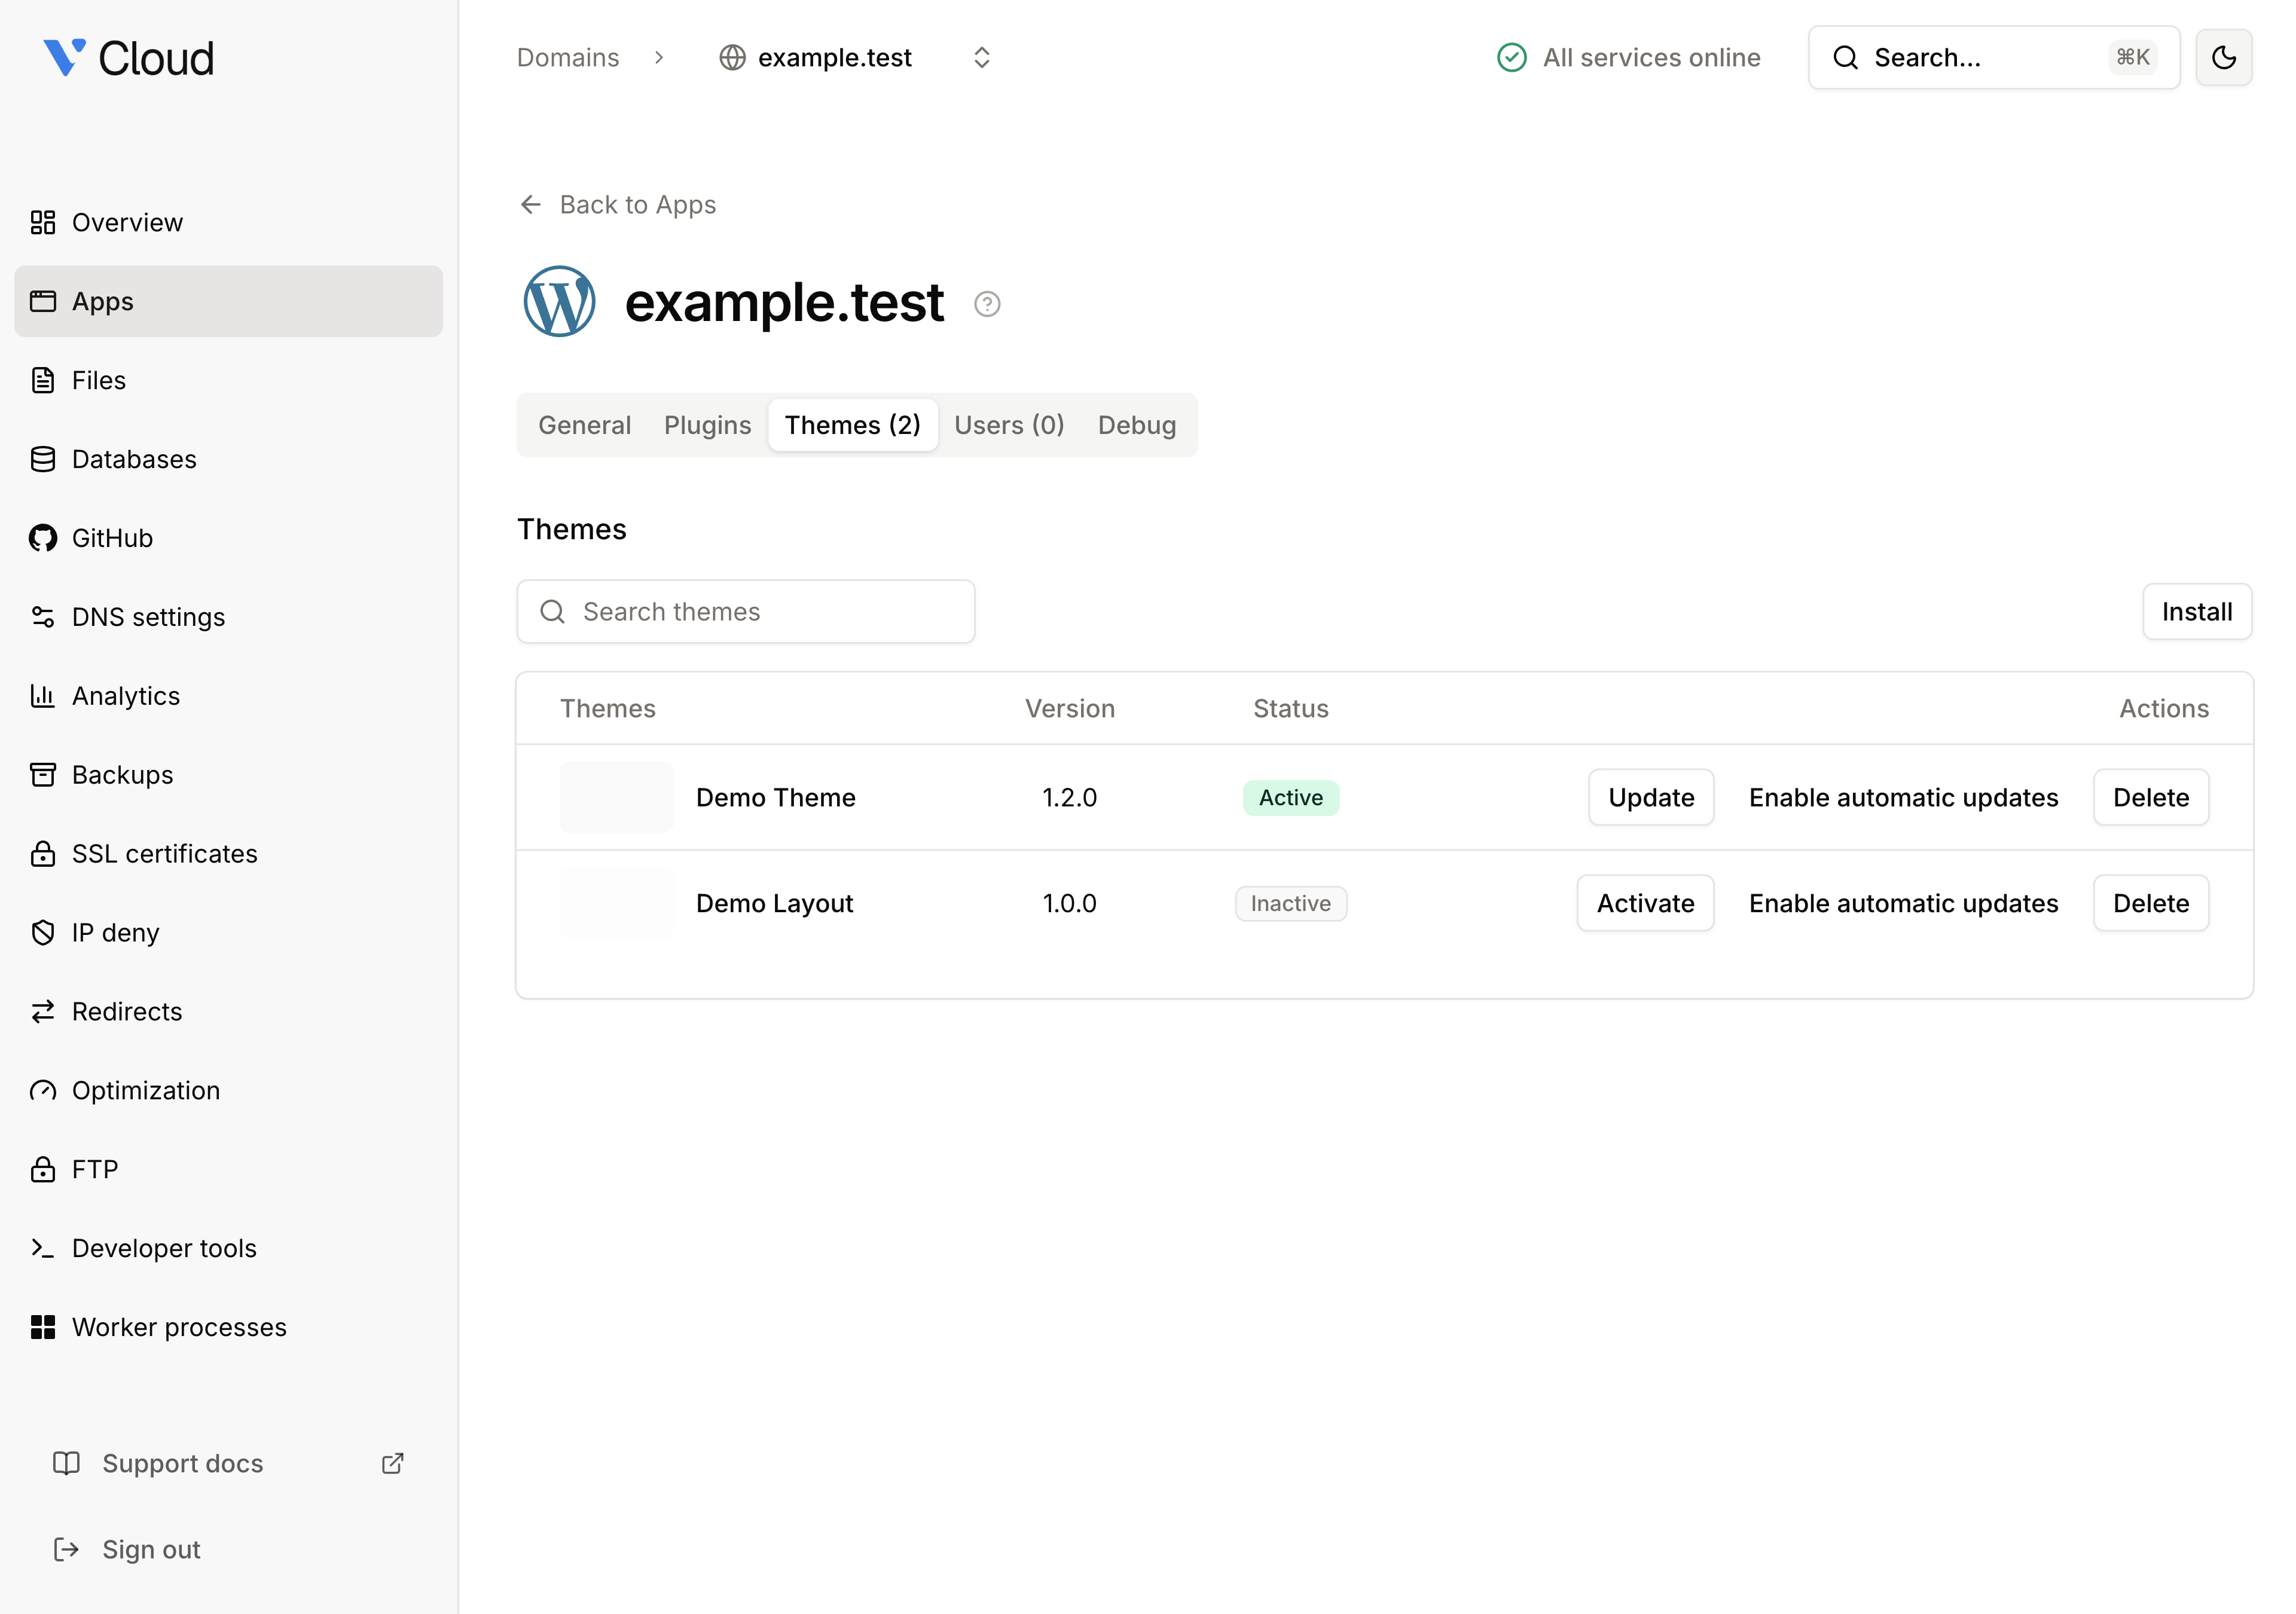 Cloud
Domains
example.test
All services online
Search...
⌘K
Overview
Apps
Files
Databases
GitHub
DNS settings
Analytics
Backups
SSL certificates
IP deny
Redirects
Optimization
FTP
Developer tools
Worker processes
Support docs
Sign out
Back to Apps
example.test
General Plugins Themes (2) Users (0) Debug
Themes
Search themes
Install
Themes Version Status Actions
Demo Theme 1.2.0 Active Update Enable automatic updates Delete
Demo Layout 1.0.0 Inactive Activate Enable automatic updates Delete